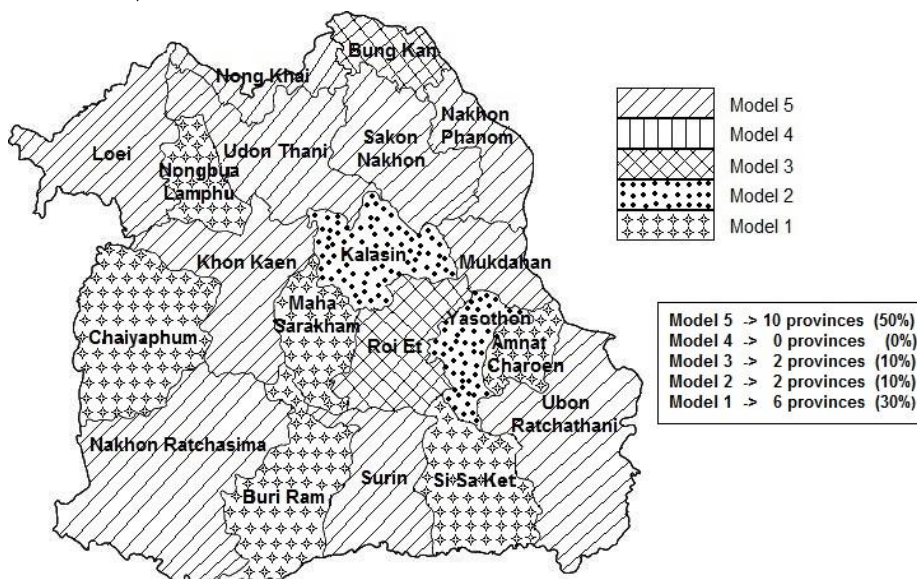 Bung Kan
Nong Khai
Nakhon
Phanom
Loei
Udon Thani
Sakon
Nakhon
Nongbua
Lamphu
Khon Kaen
Kalasin
Mukdahan
Chaiyaphum
Maha
Sarakham
Roi Et
Yasothon
Amnat
Charoen
Ubon
Ratchathani
Nakhon Ratchasima
Buri Ram
Surin
Si Sa Ket
Model 5
Model 4
Model 3
Model 2
Model 1
Model 5 -> 10 provinces (50%)
Model 4 -> 0 provinces (0%)
Model 3 -> 2 provinces (10%)
Model 2 -> 2 provinces (10%)
Model 1 -> 6 provinces (30%)